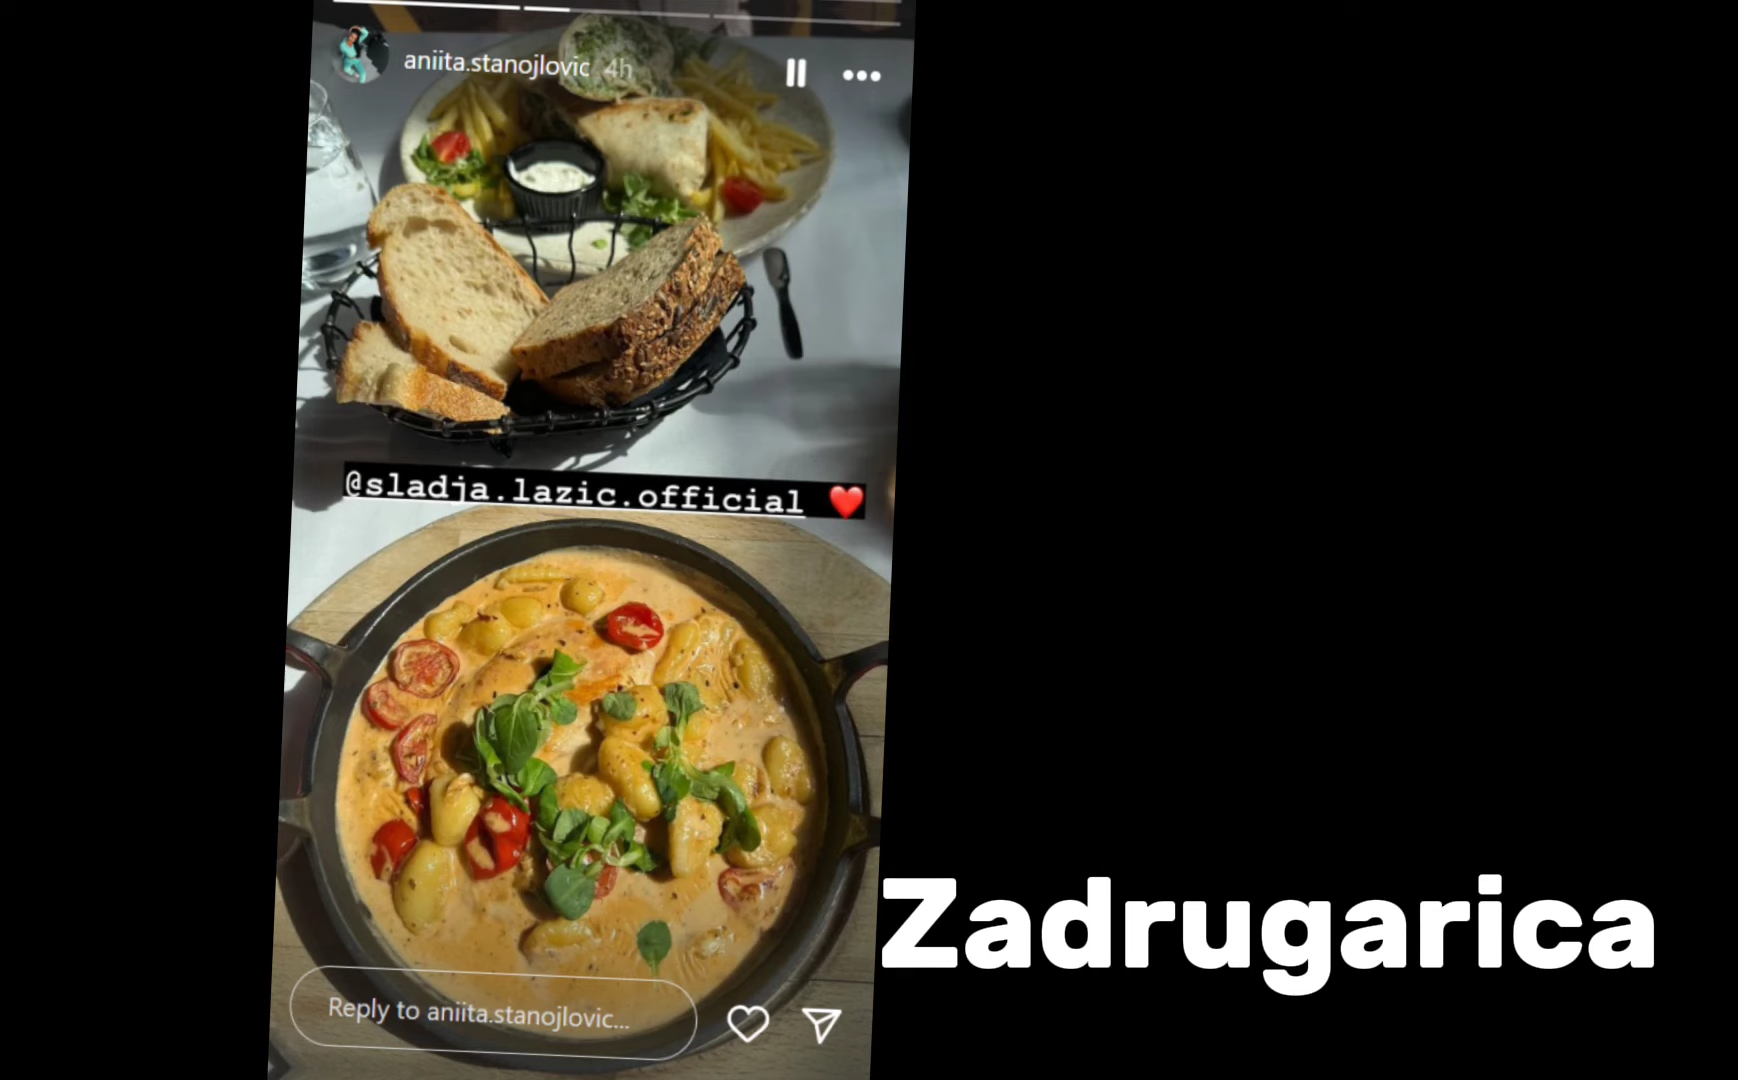 aniita.stanojlovic 4h
@sladja.lazic.official ❤️
Zadrugarica
Reply to aniita.stanojlovic...